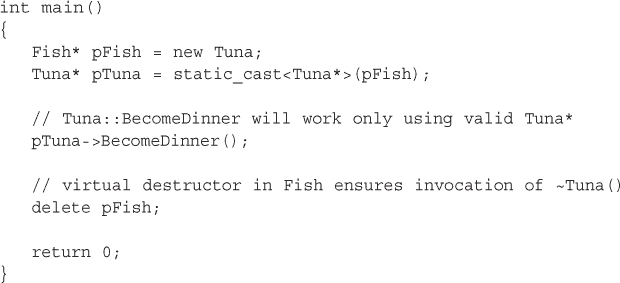 int main()
{
   Fish* pFish = new Tuna;
   Tuna* pTuna = static_cast<Tuna*>(pFish);

   // Tuna::BecomeDinner will work only using valid Tuna*
   pTuna->BecomeDinner();

   // virtual destructor in Fish ensures invocation of ~Tuna()
   delete pFish;

   return 0;
}